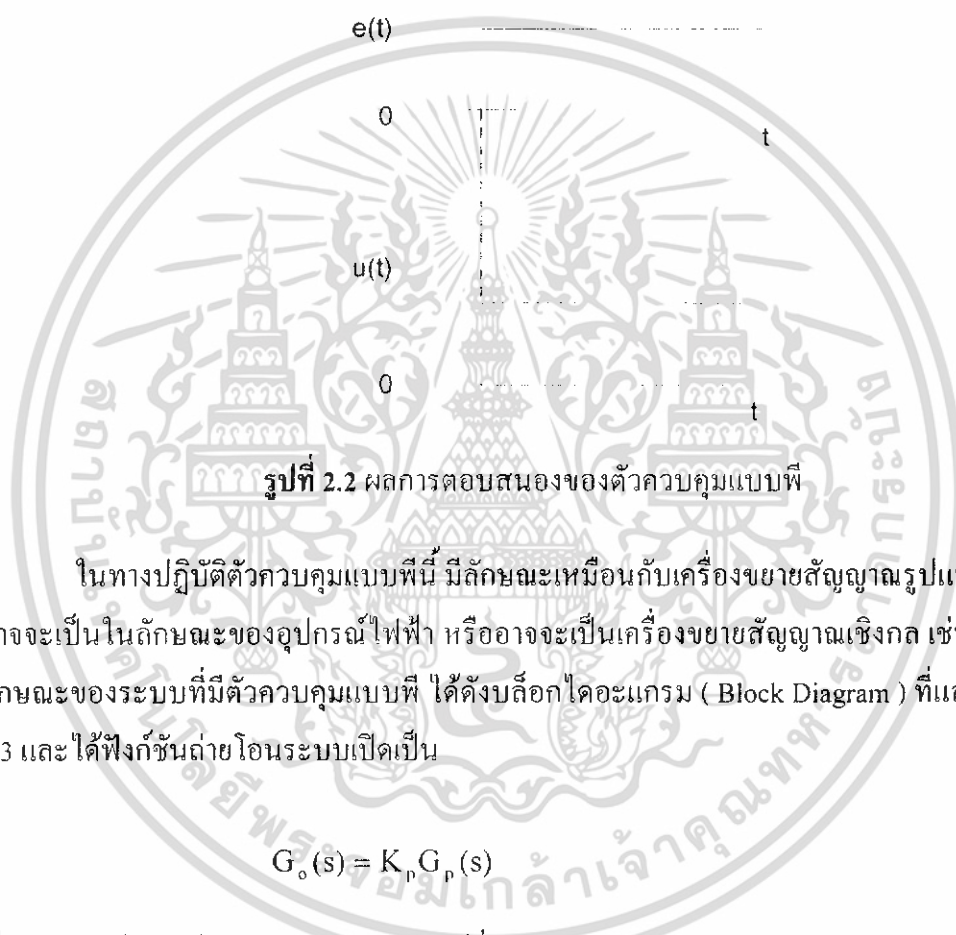 e(t)
0
t
u(t)
0
t
รูปที่ 2.2 ผลการตอบสนองของตัวควบคุมแบบพี
ในทางปฏิบัติตัวควบคุมแบบพีนี้ มีลักษณะเหมือนกับเครื่องขยายสัญญาณรูปแ
าจจะเป็นในลักษณะของอุปกรณ์ไฟฟ้า หรืออาจจะเป็นเครื่องขยายสัญญาณเชิงกล เช่
ักษณะของระบบที่มีตัวควบคุมแบบพี ได้ดังบล็อกไดอะแกรม ( Block Diagram ) ที่แ
3 และได้ฟังก์ชันถ่ายโอนระบบเปิดเป็น
G_o(s) = K_p G_p(s)